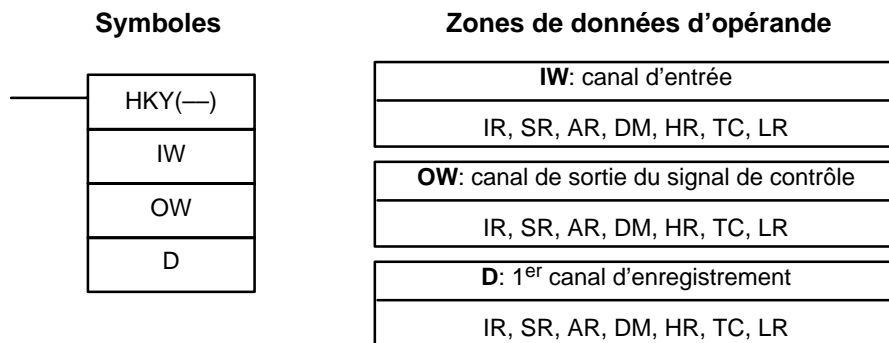 Symboles
HKY(––)
IW
OW
D
Zones de données d’opérande
IW: canal d’entrée
IR, SR, AR, DM, HR, TC, LR
OW: canal de sortie du signal de contrôle
IR, SR, AR, DM, HR, TC, LR
D: 1er canal d’enregistrement
IR, SR, AR, DM, HR, TC, LR